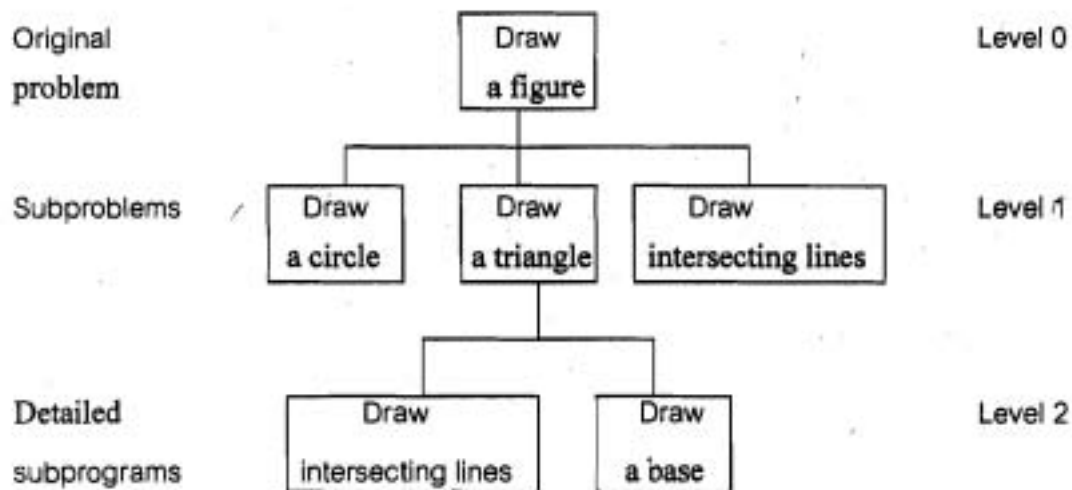 Original Draw Level 0
problem a figure
Subproblems Draw Draw Draw Level 1
a circle a triangle intersecting lines
Detailed Draw Draw Level 2
subprograms intersecting lines a base